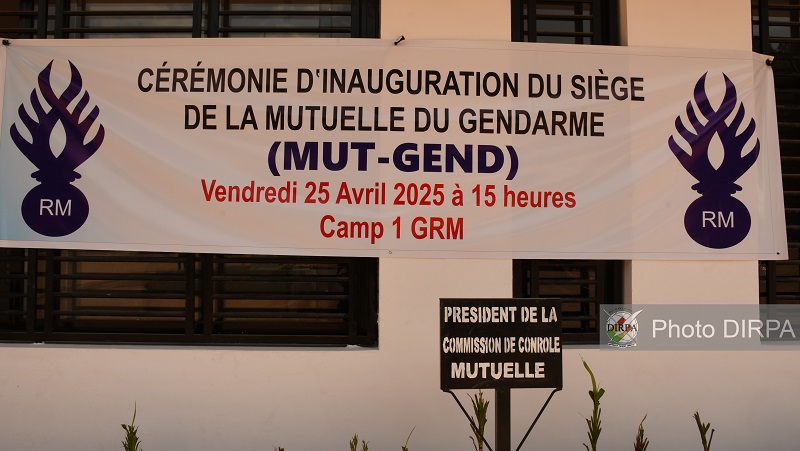 CÉRÉMONIE D'INAUGURATION DU SIÈGE
DE LA MUTUELLE DU GENDARME
(MUT-GEND)
Vendredi 25 Avril 2025 à 15 heures
Camp 1 GRM
RM
RM
PRESIDENT DE LA
COMMISSION DE CONROLE
MUTUELLE
DIRPA
Photo DIRPA